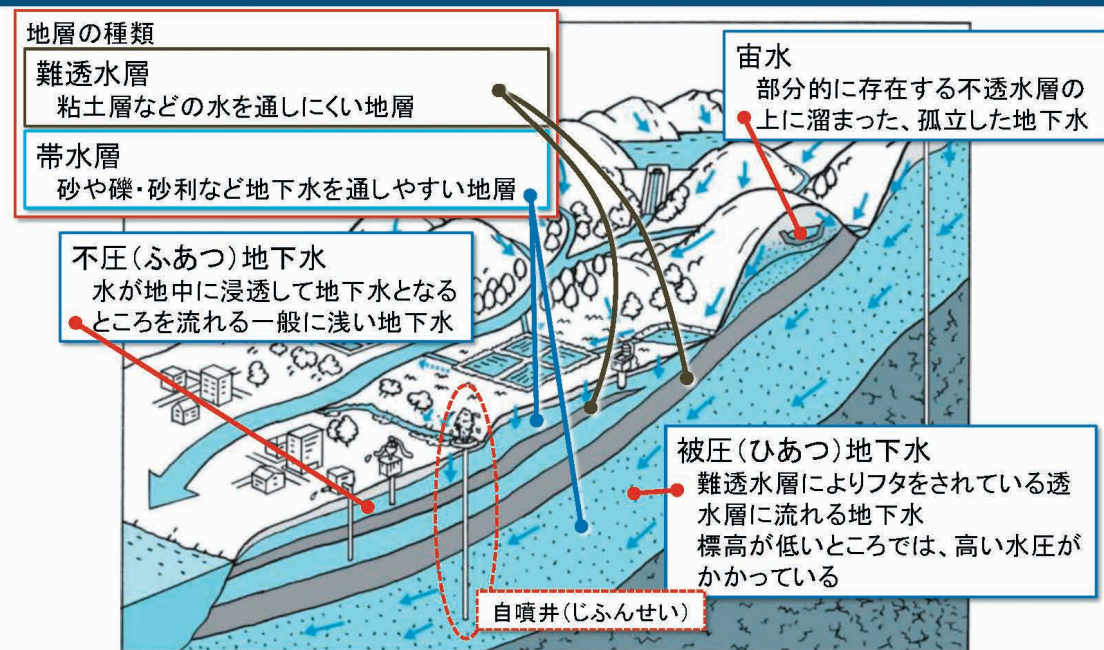 地層の種類
難透水層
粘土層などの水を通しにくい地層
帯水層
砂や礫・砂利など地下水を通しやすい地層
宙水
部分的に存在する不透水層の
上に溜まった、孤立した地下水
不圧(ふあつ)地下水
水が地中に浸透して地下水となる
ところを流れる一般に浅い地下水
被圧(ひあつ)地下水
難透水層によりフタをされている透
水層に流れる地下水
標高が低いところでは、高い水圧が
かかっている
自噴井(じふんせい)